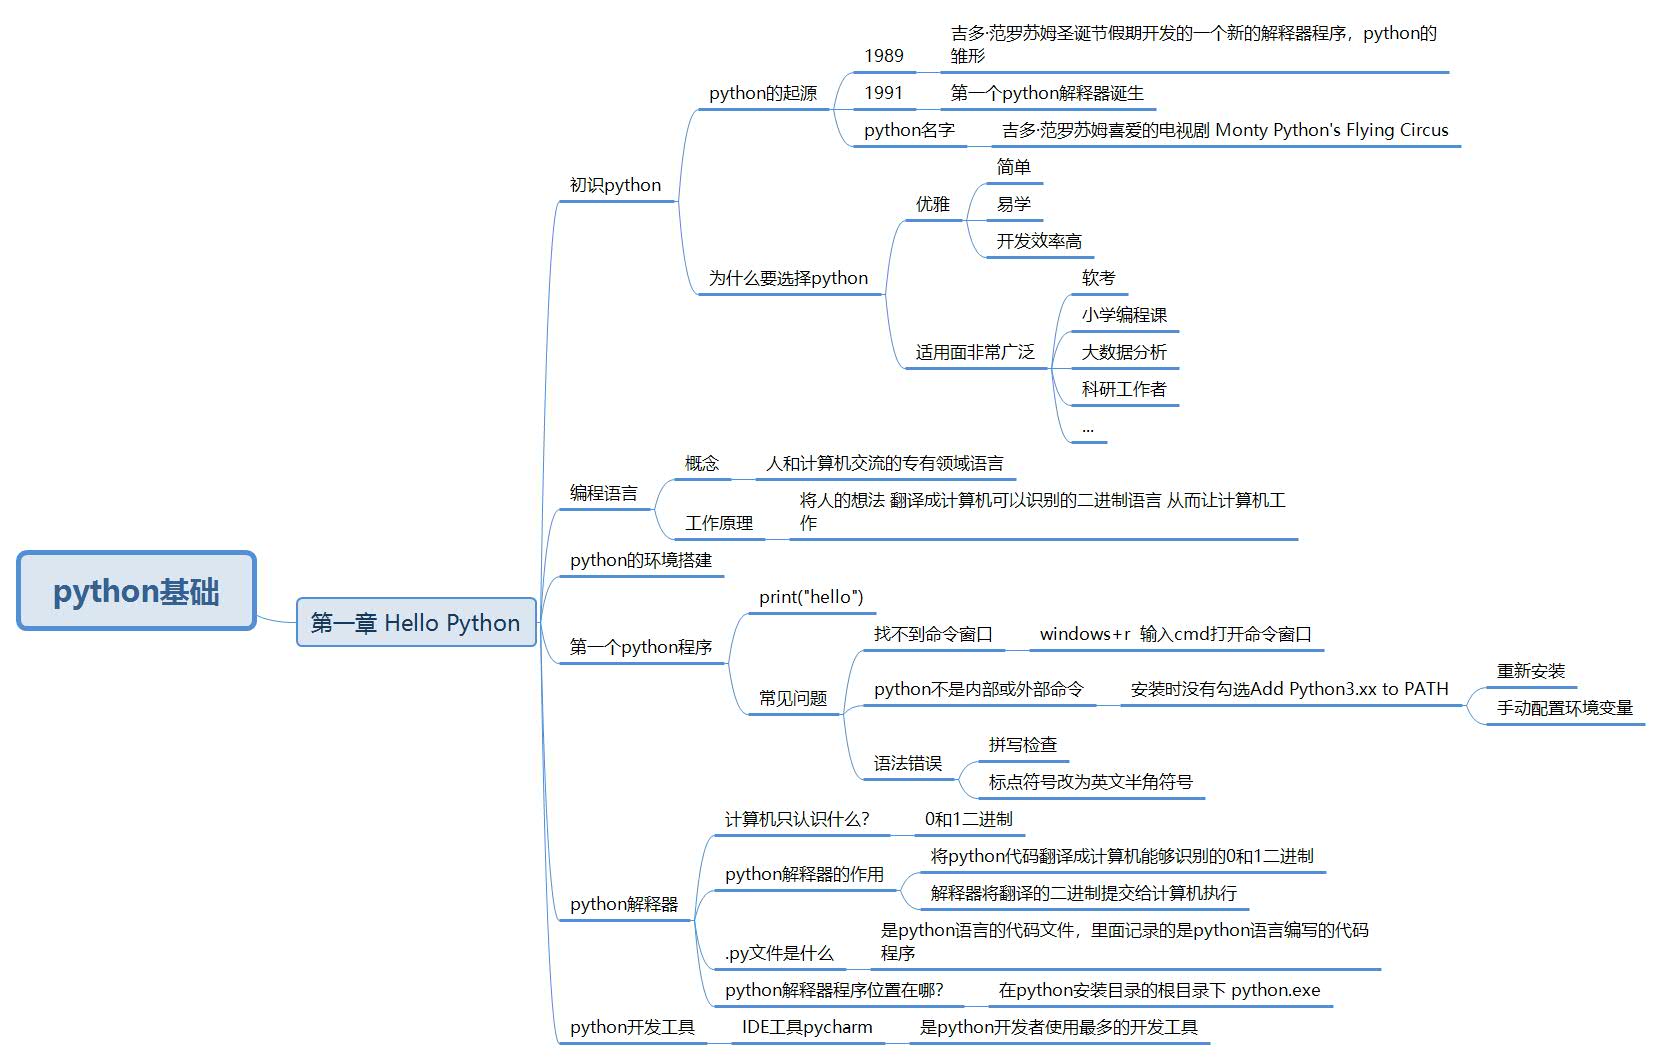 python基础
第一章 Hello Python
初识python
python的起源
1989
吉多·范罗苏姆圣诞节假期开发的一个新的解释器程序，python的
雏形
1991
第一个python解释器诞生
python名字
吉多·范罗苏姆喜爱的电视剧 Monty Python's Flying Circus
为什么要选择python
优雅
简单
易学
开发效率高
适用面非常广泛
软考
小学编程课
大数据分析
科研工作者
...
编程语言
概念
人和计算机交流的专有领域语言
工作原理
将人的想法 翻译成计算机可以识别的二进制语言 从而让计算机工
作
python的环境搭建
第一个python程序
print("hello")
常见问题
找不到命令窗口
windows+r  输入cmd打开命令窗口
python不是内部或外部命令
安装时没有勾选Add Python3.xx to PATH
重新安装
手动配置环境变量
语法错误
拼写检查
标点符号改为英文半角符号
python解释器
计算机只认识什么？
0和1二进制
python解释器的作用
将python代码翻译成计算机能够识别的0和1二进制
解释器将翻译的二进制提交给计算机执行
.py文件是什么
是python语言的代码文件，里面记录的是python语言编写的代码
程序
python解释器程序位置在哪？
在python安装目录的根目录下 python.exe
python开发工具
IDE工具pycharm
是python开发者使用最多的开发工具